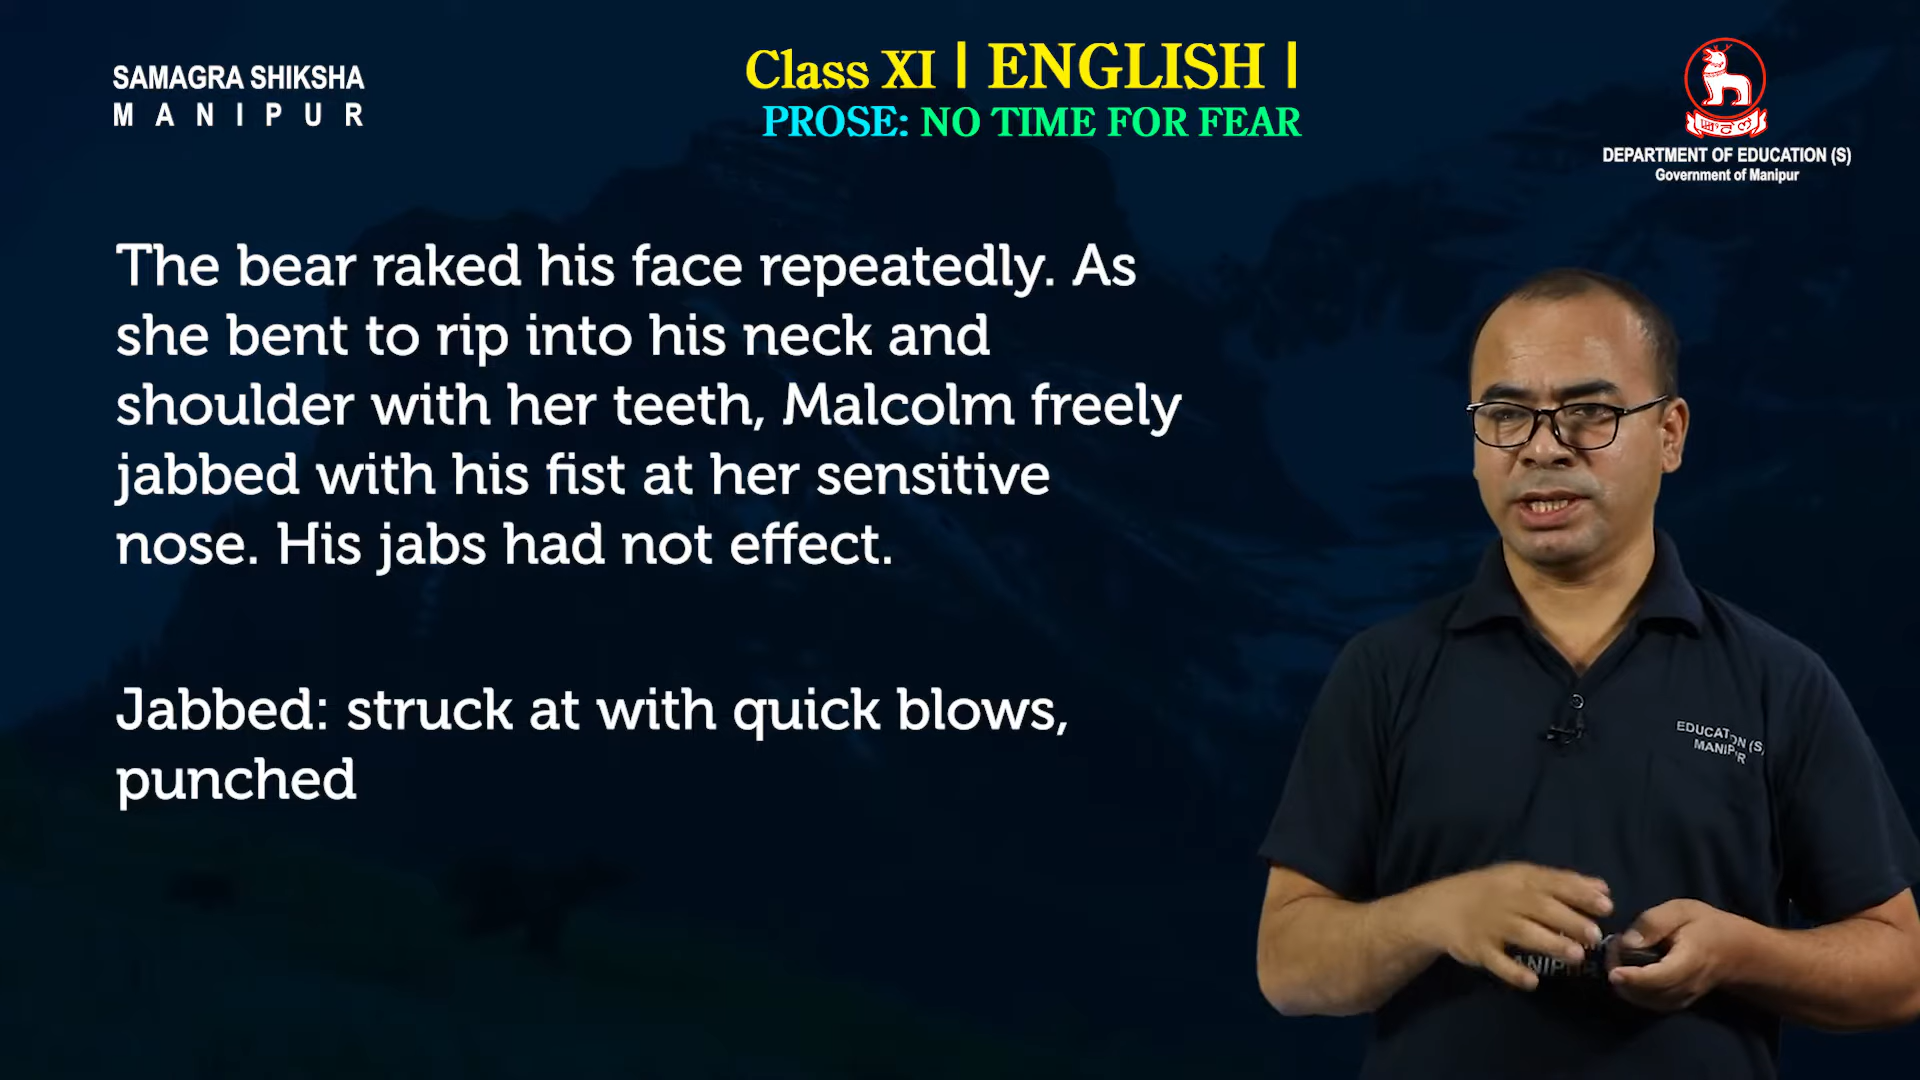 SAMAGRA SHIKSHA
MANIPUR
Class XI | ENGLISH |
PROSE: NO TIME FOR FEAR
DEPARTMENT OF EDUCATION (S)
Government of Manipur
The bear raked his face repeatedly. As
she bent to rip into his neck and
shoulder with her teeth, Malcolm freely
jabbed with his fist at her sensitive
nose. His jabs had not effect.
Jabbed: struck at with quick blows,
punched
EDUCATION (S)
MANIPUR